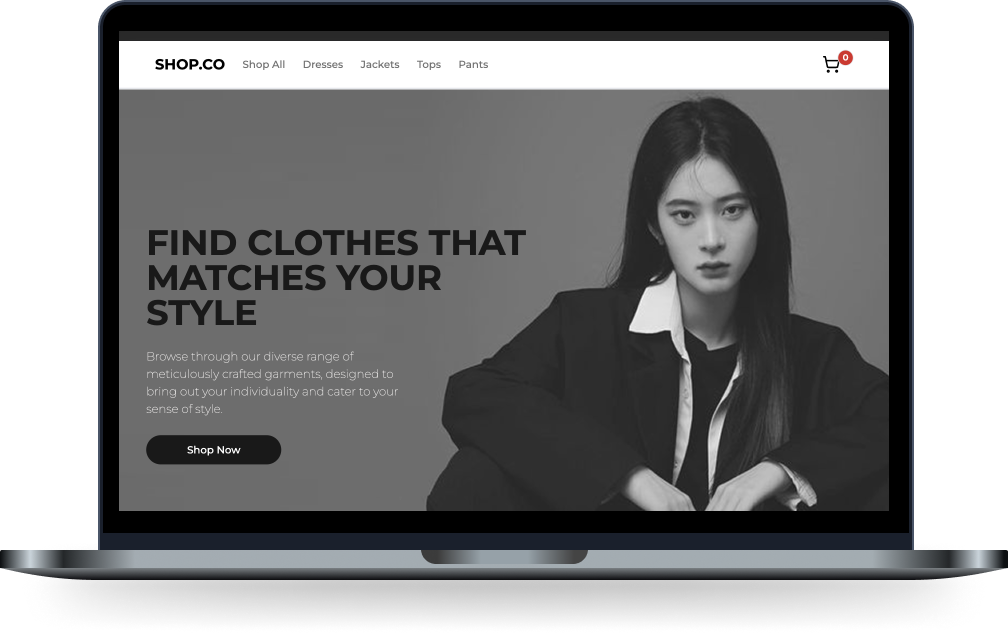 SHOP.CO Shop All Dresses Jackets Tops Pants 0
FIND CLOTHES THAT
MATCHES YOUR
STYLE
Browse through our diverse range of
meticulously crafted garments, designed to
bring out your individuality and cater to your
sense of style.
Shop Now